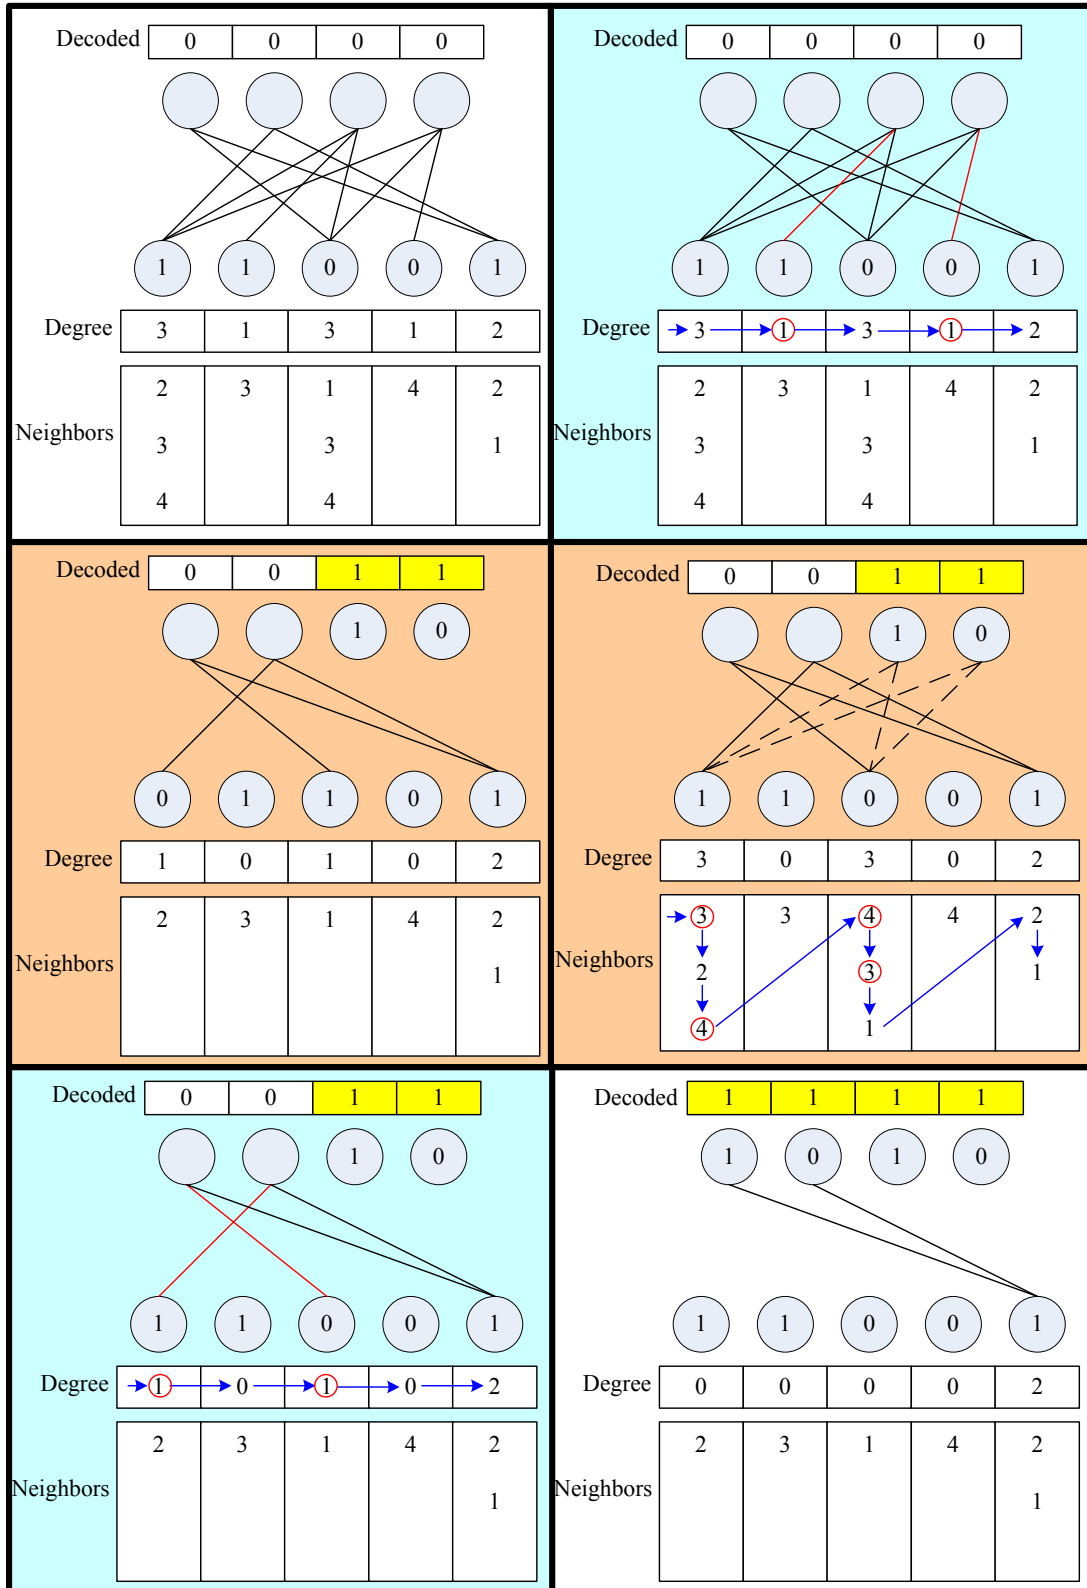 Decoded 0 0 0 0
1 1 0 0 1
Degree 3 1 3 1 2
2 3 1 4 2
Neighbors
3 3 1
4 4
Decoded 0 0 0 0
1 1 0 0 1
Degree 3 1 3 1 2
2 3 1 4 2
Neighbors
3 3 1
4 4
Decoded 0 0 1 1
1 0
0 1 1 0 1
Degree 1 0 1 0 2
2 3 1 4 2
Neighbors 1
Decoded 0 0 1 1
1 0
1 1 0 0 1
Degree 3 0 3 0 2
3 3 4 4 2
Neighbors
2 3 1
4 1
Decoded 0 0 1 1
1 0
1 1 0 0 1
Degree 1 0 1 0 2
2 3 1 4 2
Neighbors 1
Decoded 1 1 1 1
1 0 1 0
1 1 0 0 1
Degree 0 0 0 0 2
2 3 1 4 2
Neighbors 1